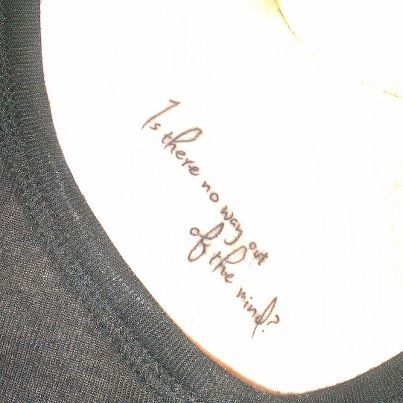 Is there no way out
of the mind?